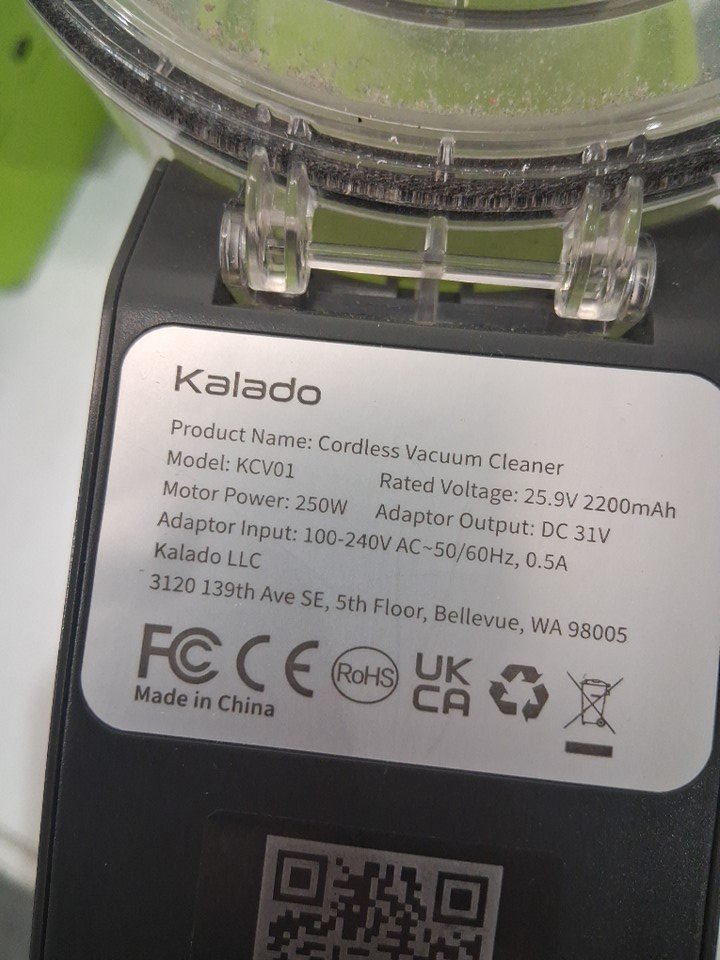 Kalado
Product Name: Cordless Vacuum Cleaner
Model: KCV01 Rated Voltage: 25.9V 2200mAh
Motor Power: 250W Adaptor Output: DC 31V
Adaptor Input: 100-240V AC~50/60Hz, 0.5A
Kalado LLC
3120 139th Ave SE, 5th Floor, Bellevue, WA 98005
FC CE RoHS UK
CA
Made in China